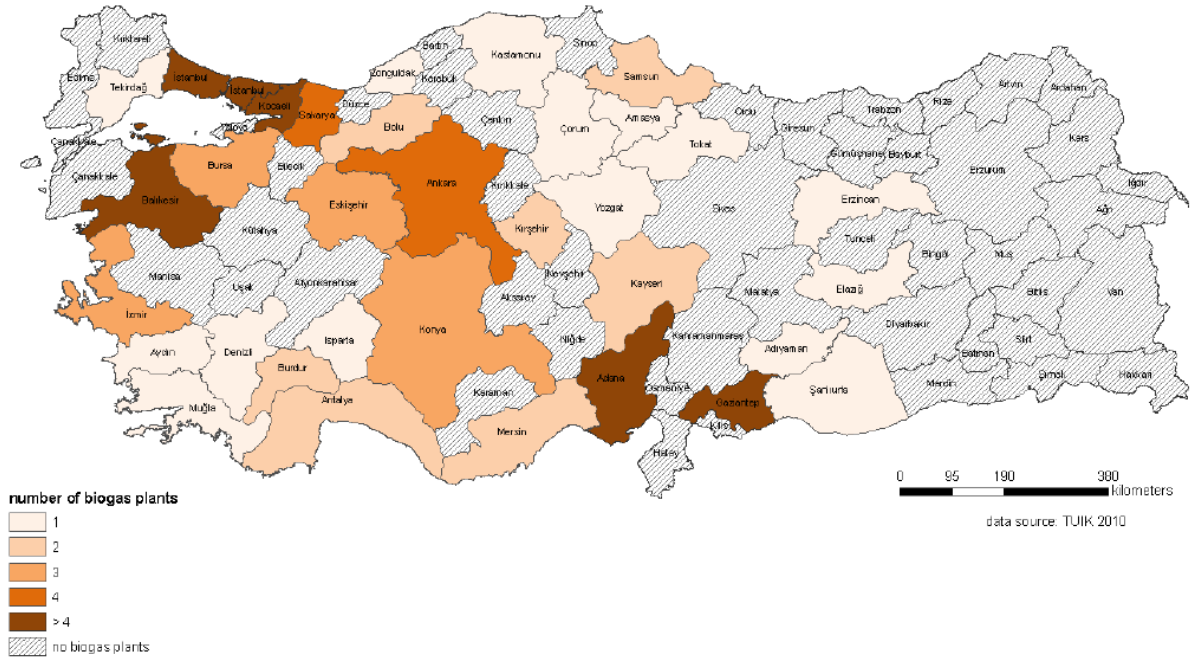 Kırklareli
Edirne
Tekirdağ
İstanbul
İstanbul
Kocaeli
Sakarya
Düzce
Zonguldak
Bartın
Karabük
Kastamonu
Sinop
Samsun
Ordu
Giresun
Trabzon
Rize
Artvin
Ardahan
Kars
Iğdır
Ağrı
Erzurum
Bayburt
Gümüşhane
Çanakkale
Çanakkale
Balıkesir
Bursa
Bilecik
Bolu
Çankırı
Çorum
Amasya
Tokat
Ankara
Kırıkkale
Eskişehir
Kütahya
Yozgat
Sivas
Erzincan
Tunceli
Bingöl
Muş
Bitlis
Van
Kırşehir
Nevşehir
Kayseri
Malatya
Elazığ
Diyarbakır
Batman
Siirt
Şırnak
Hakkari
Mardin
Manisa
Uşak
Afyonkarahisar
Aksaray
İzmir
Konya
Niğde
Kahramanmaraş
Adıyaman
Şanlıurfa
Aydın
Denizli
Isparta
Burdur
Karaman
Adana
Osmaniye
Gaziantep
Kilis
Muğla
Antalya
Mersin
Hatay
0 95 190 380
kilometers
data source: TUIK 2010
number of biogas plants
1
2
3
4
> 4
no biogas plants